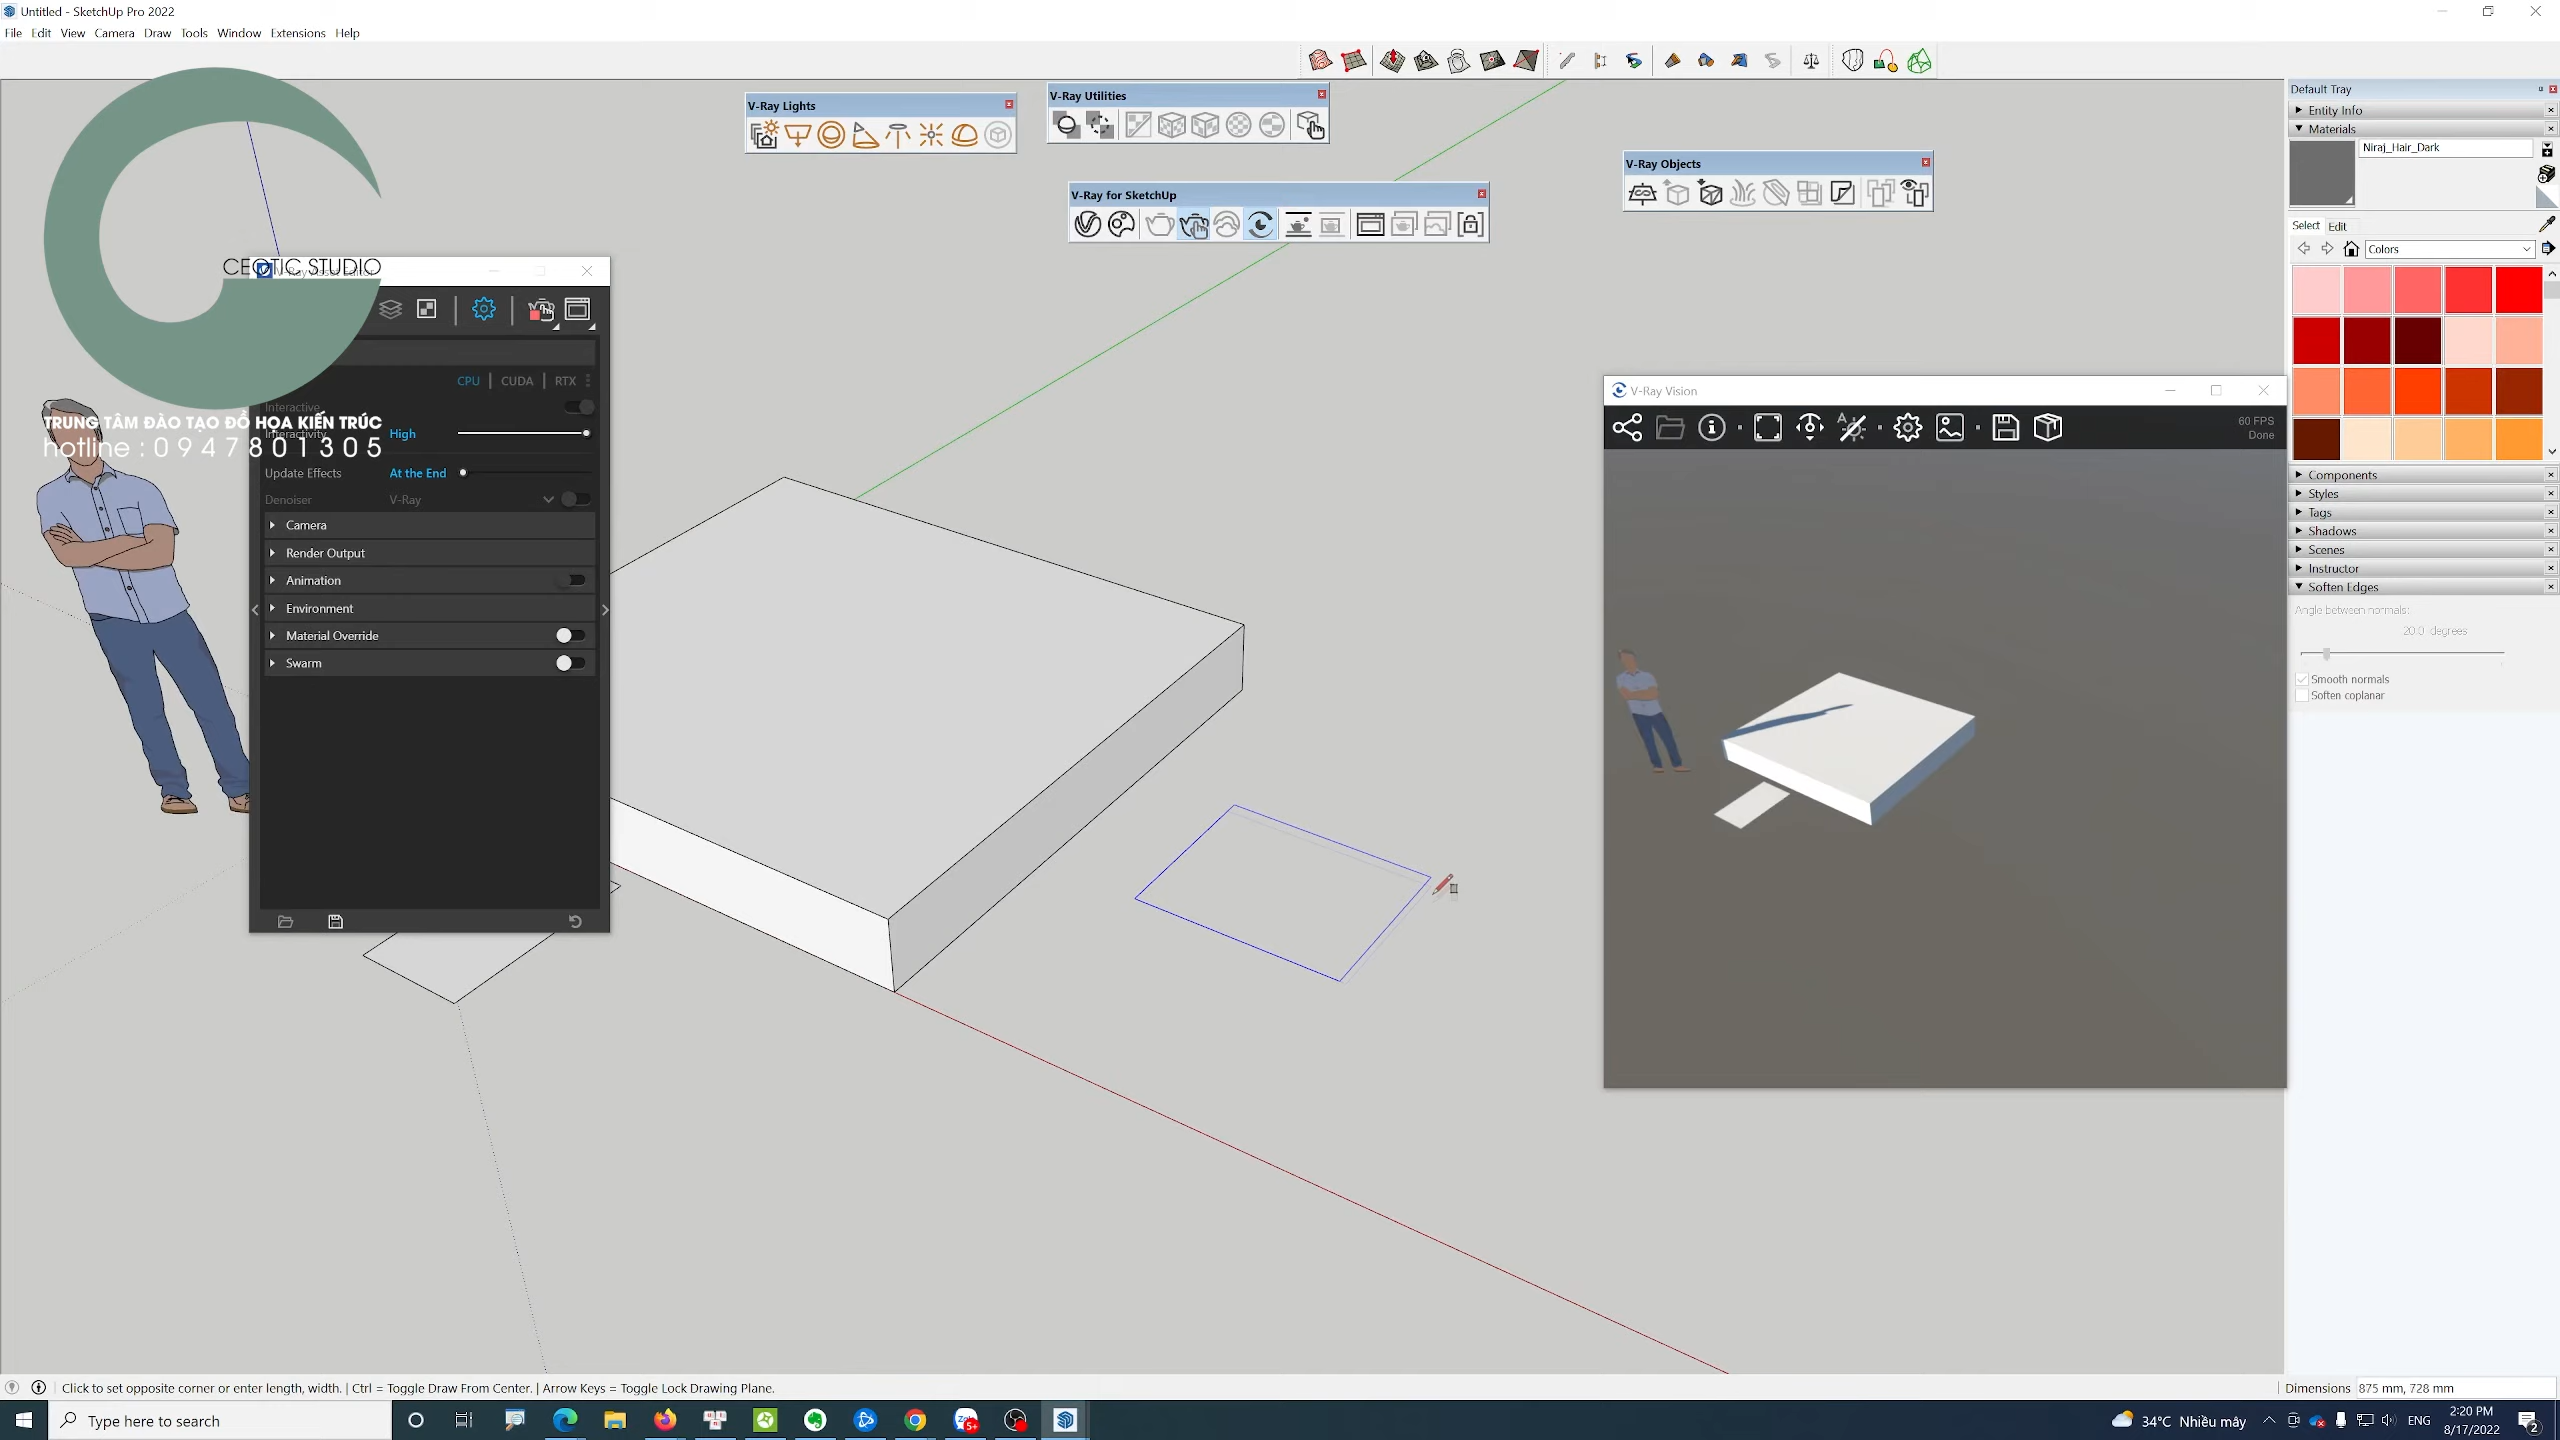 Untitled - SketchUp Pro 2022
File Edit View Camera Draw Tools Window Extensions Help
V-Ray Lights
V-Ray Utilities
V-Ray for SketchUp
V-Ray Objects
CEOTIC STUDIO
TRUNG TÂM ĐÀO TẠO ĐỒ HỌA KIẾN TRÚC
hotline : 0 9 4 7 8 0 1 3 0 5
V-Ray Asset Editor
CPU CUDA RTX
Interactive
Interactivity High
Update Effects At the End
Denoiser V-Ray
Camera
Render Output
Animation
Environment
Material Override
Swarm
V-Ray Vision
60 FPS
Done
Default Tray
Entity Info
Materials
Niraj_Hair_Dark
Select Edit
Colors
Components
Styles
Tags
Shadows
Scenes
Instructor
Soften Edges
Angle between normals:
20.0 degrees
Smooth normals
Soften coplanar
Click to set opposite corner or enter length, width. | Ctrl = Toggle Draw From Center. | Arrow Keys = Toggle Lock Drawing Plane.
Dimensions 875 mm, 728 mm
Type here to search
5+
34°C Nhiều mây
ENG
2:20 PM
8/17/2022
2